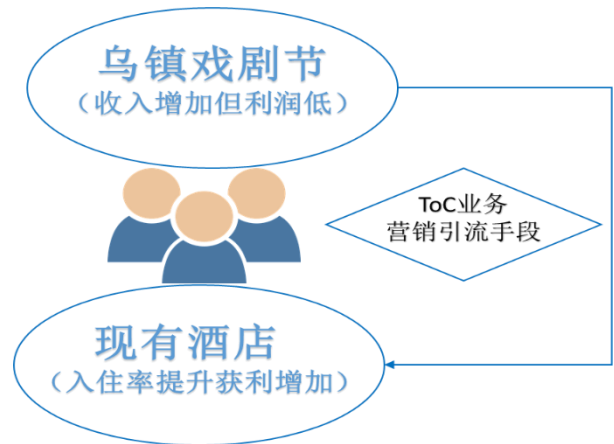 乌镇戏剧节
（收入增加但利润低）
ToC业务
营销引流手段
现有酒店
（入住率提升获利增加）